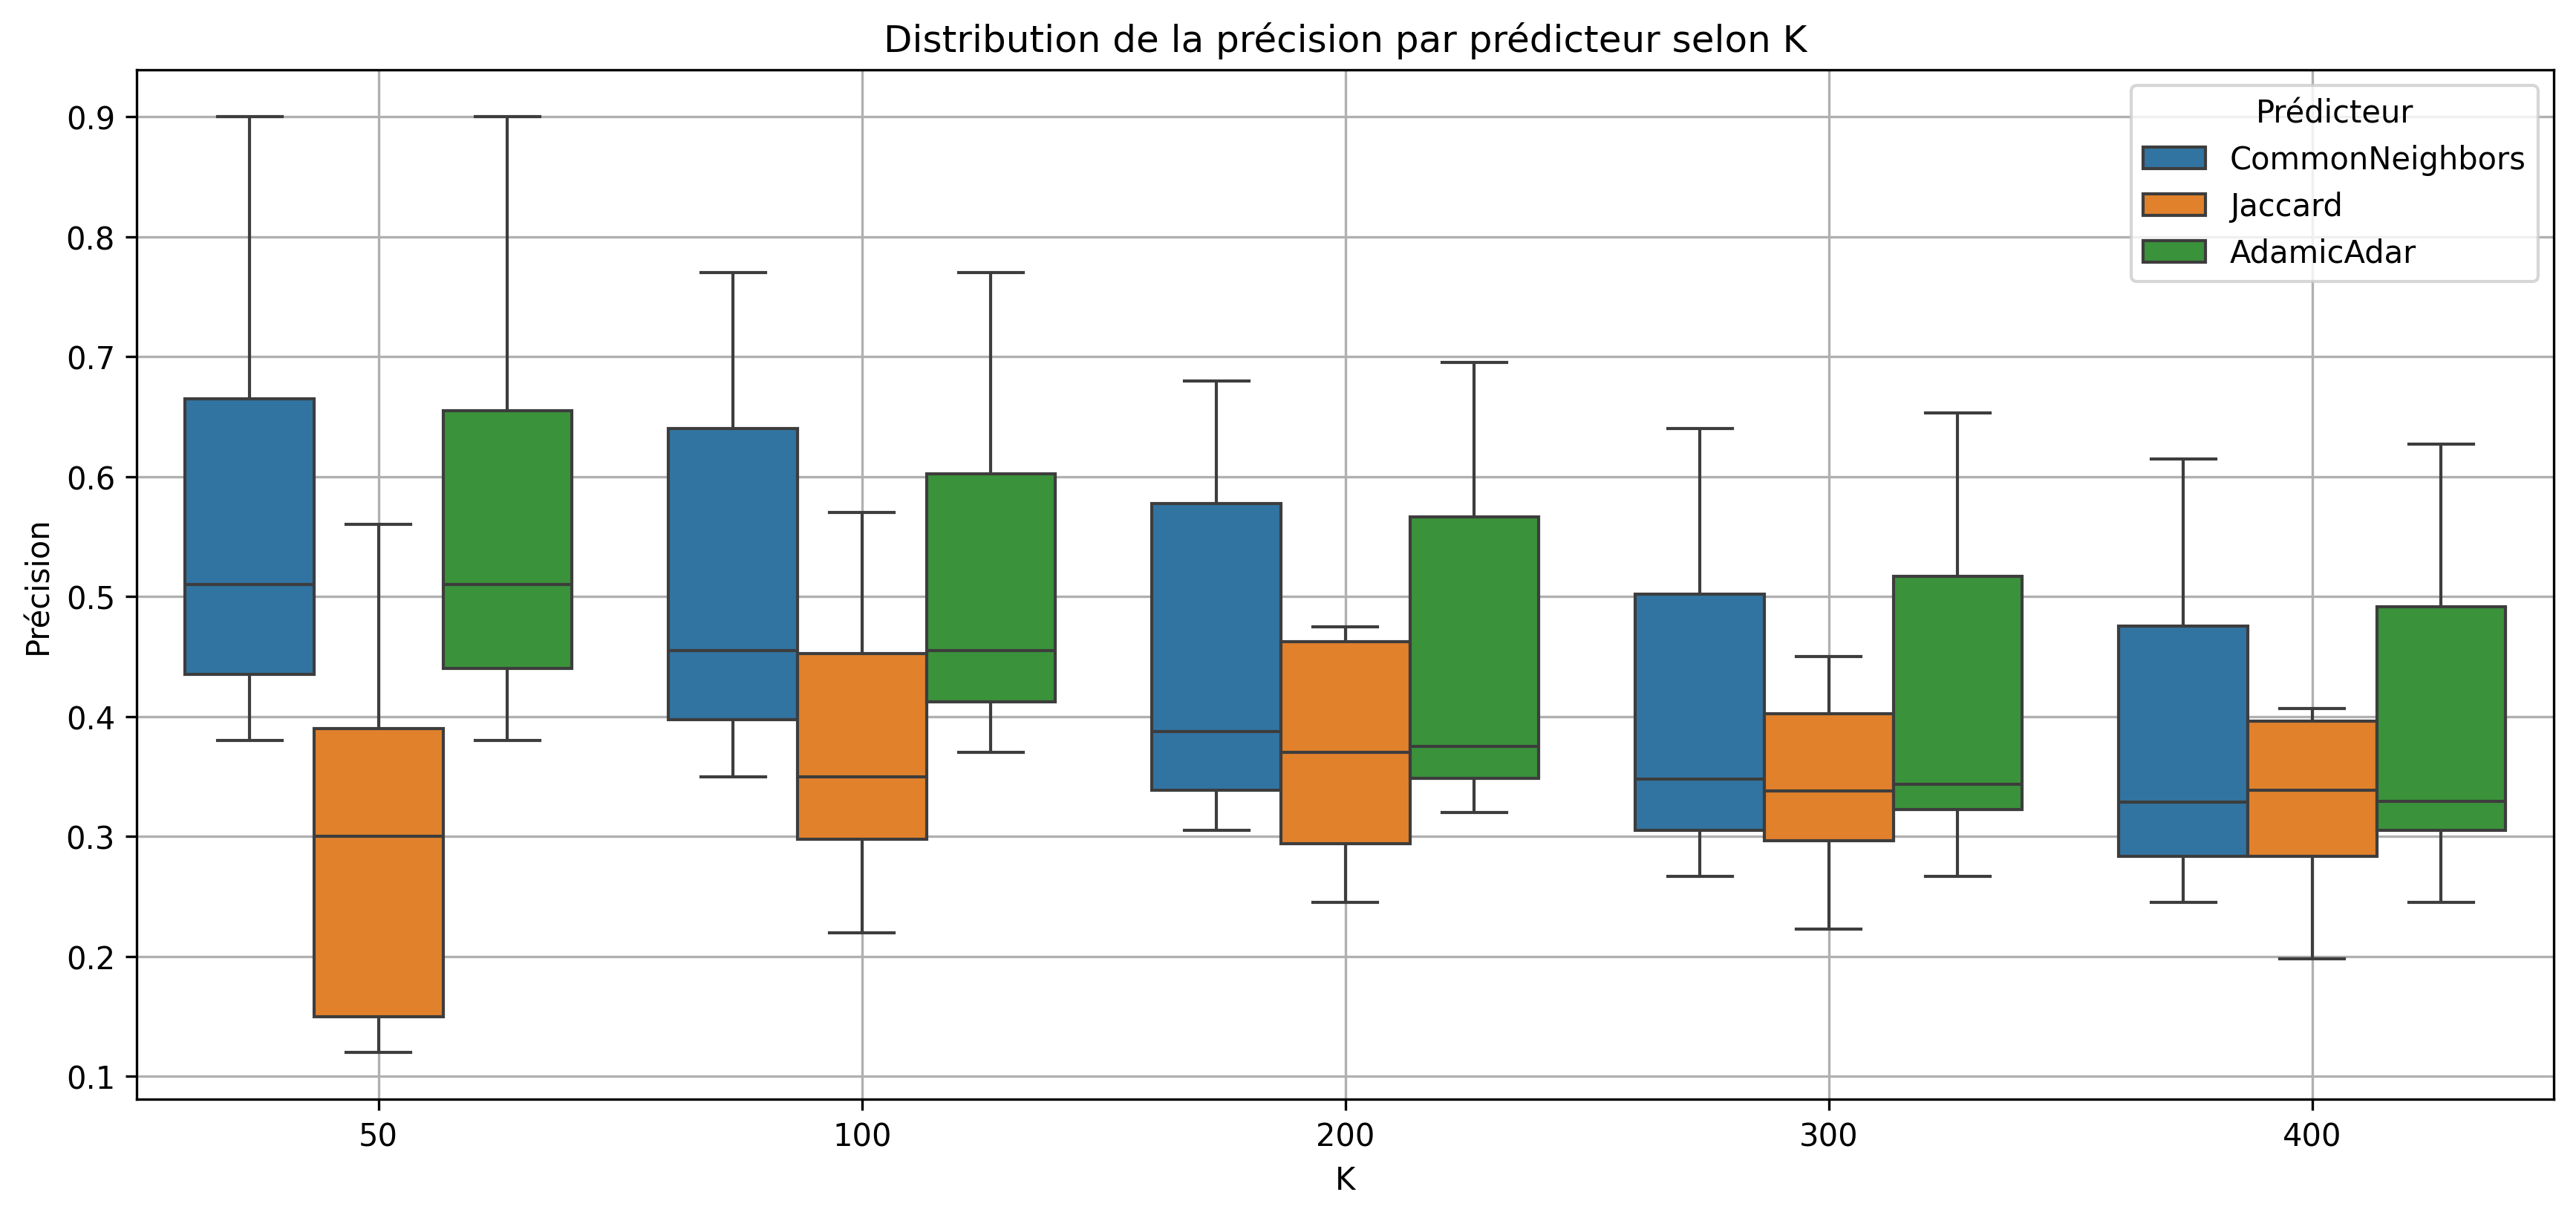 Distribution de la précision par prédicteur selon K
Précision
0.9
0.8
0.7
0.6
0.5
0.4
0.3
0.2
0.1
Prédicteur
CommonNeighbors
Jaccard
AdamicAdar
50
100
200
300
400
K